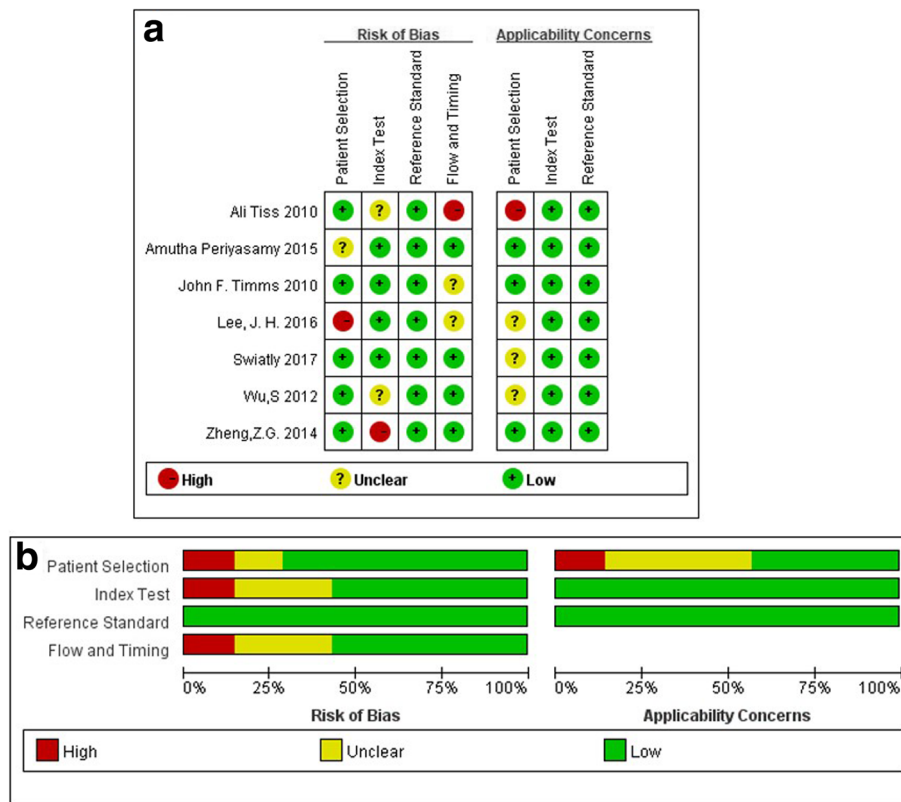 a
Risk of Bias
Applicability Concerns
Patient Selection
Index Test
Reference Standard
Flow and Timing
Patient Selection
Index Test
Reference Standard
Ali Tiss 2010 + ? + - - + +
Amutha Periyasamy 2015 ? + + + + + +
John F. Timms 2010 + + + ? + + +
Lee, J. H. 2016 - + + ? ? + +
Swiatly 2017 + + + + ? + +
Wu,S 2012 + ? + + ? + +
Zheng,Z.G. 2014 + - + + + + +
- High ? Unclear + Low
b
Patient Selection
Index Test
Reference Standard
Flow and Timing
0% 25% 50% 75% 100% 0% 25% 50% 75% 100%
Risk of Bias Applicability Concerns
High Unclear Low